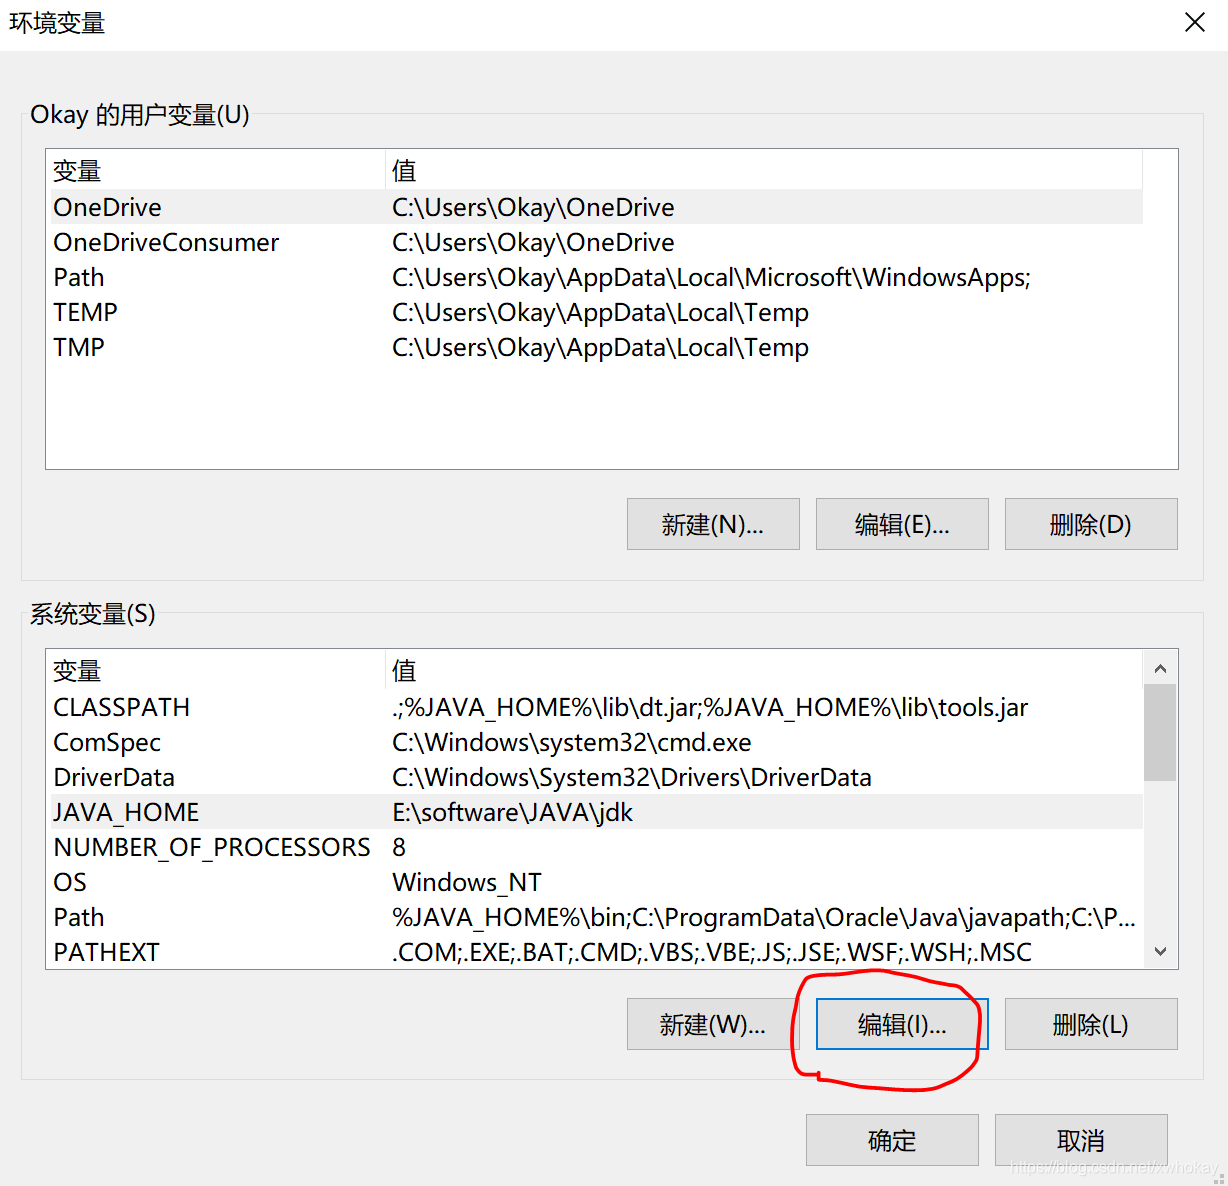 环境变量
Okay 的用户变量(U)
变量 值
OneDrive C:\Users\Okay\OneDrive
OneDriveConsumer C:\Users\Okay\OneDrive
Path C:\Users\Okay\AppData\Local\Microsoft\WindowsApps;
TEMP C:\Users\Okay\AppData\Local\Temp
TMP C:\Users\Okay\AppData\Local\Temp
新建(N)... 编辑(E)... 删除(D)
系统变量(S)
变量 值
CLASSPATH .;%JAVA_HOME%\lib\dt.jar;%JAVA_HOME%\lib\tools.jar
ComSpec C:\Windows\system32\cmd.exe
DriverData C:\Windows\System32\Drivers\DriverData
JAVA_HOME E:\software\JAVA\jdk
NUMBER_OF_PROCESSORS 8
OS Windows_NT
Path %JAVA_HOME%\bin;C:\ProgramData\Oracle\Java\javapath;C:\P...
PATHEXT .COM;.EXE;.BAT;.CMD;.VBS;.VBE;.JS;.JSE;.WSF;.WSH;.MSC
新建(W)... 编辑(I)... 删除(L)
确定 取消
https://blog.csdn.net/xwhokay